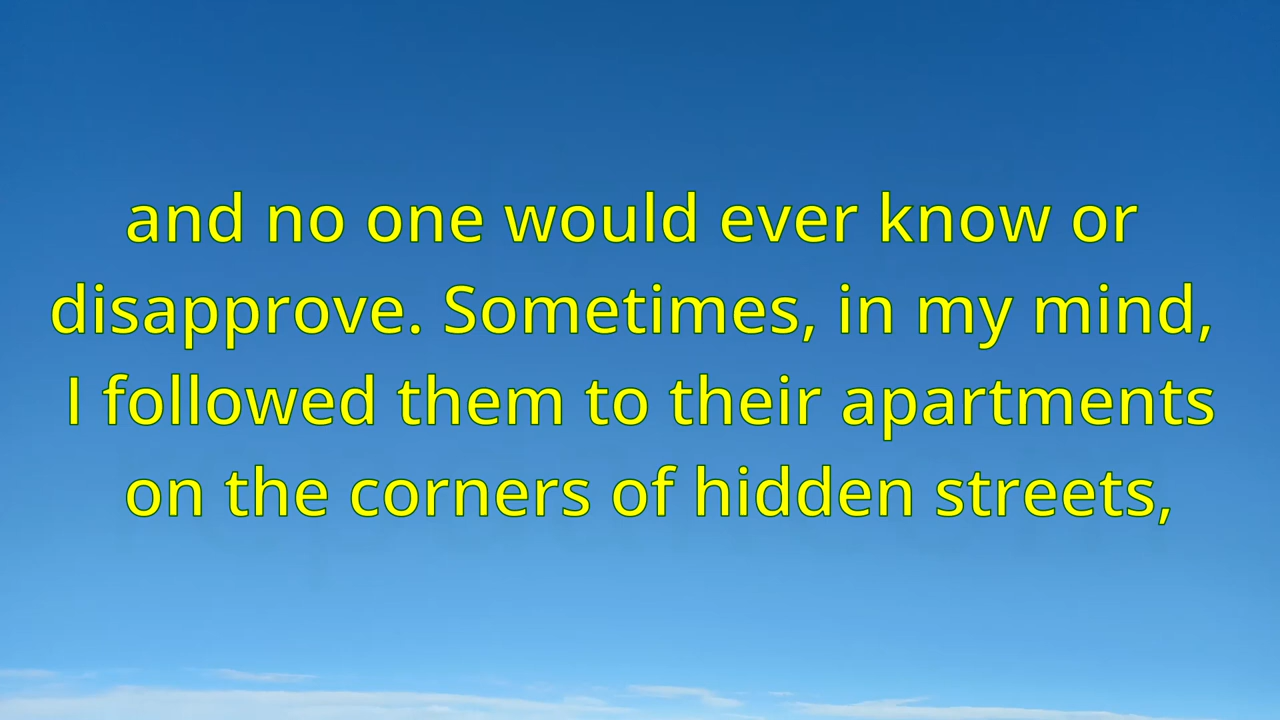 and no one would ever know or
disapprove. Sometimes, in my mind,
I followed them to their apartments
on the corners of hidden streets,